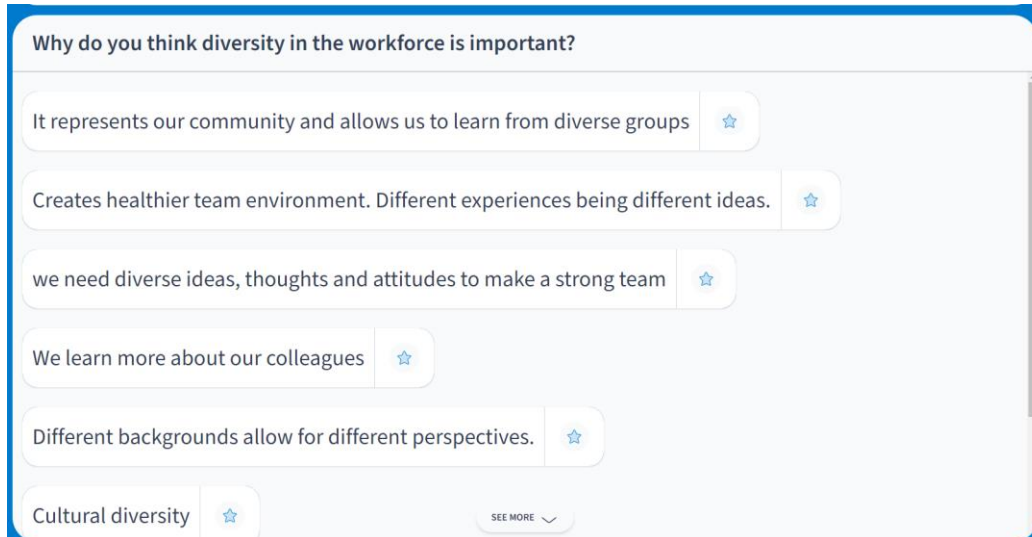 Why do you think diversity in the workforce is important?
It represents our community and allows us to learn from diverse groups
Creates healthier team environment. Different experiences being different ideas.
we need diverse ideas, thoughts and attitudes to make a strong team
We learn more about our colleagues
Different backgrounds allow for different perspectives.
Cultural diversity
SEE MORE